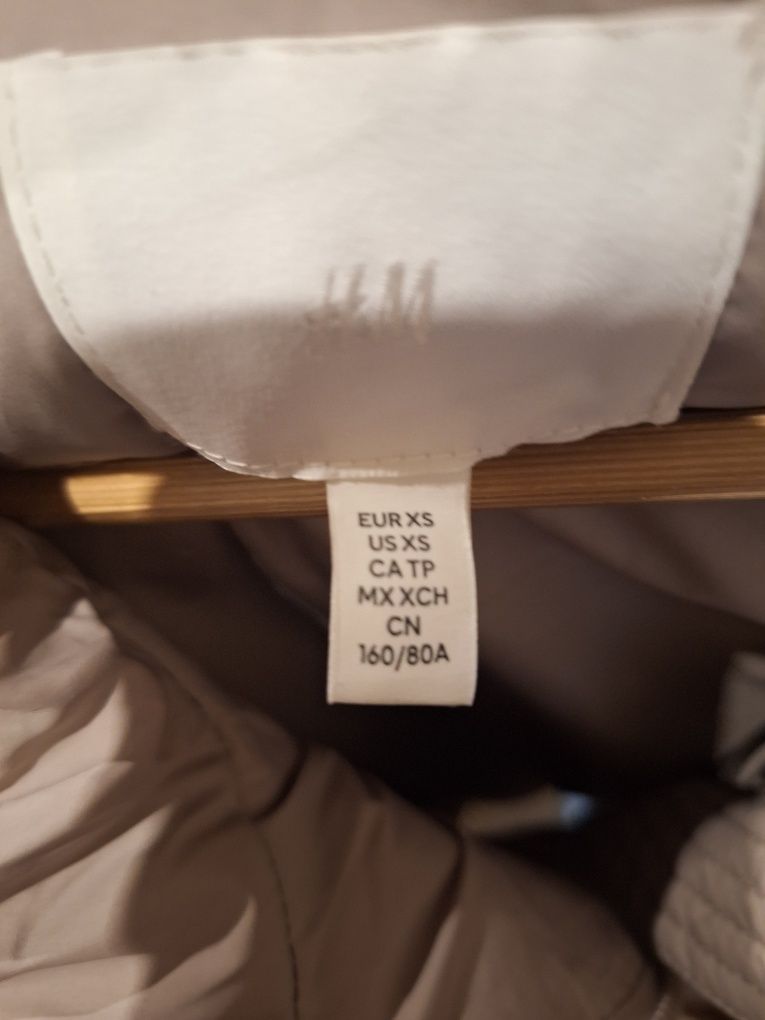 H&M
EUR XS
US XS
CA TP
MX XCH
CN
160/80A